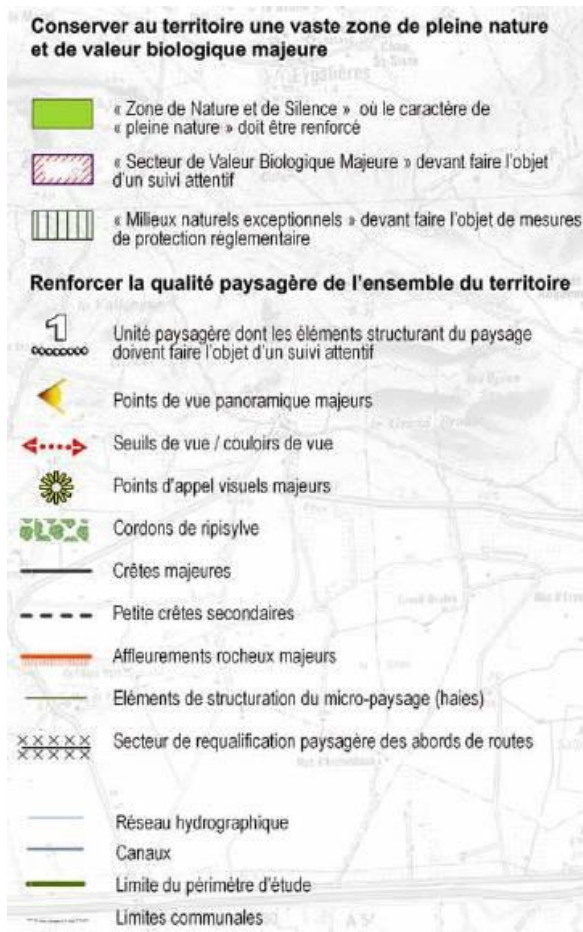 Conserver au territoire une vaste zone de pleine nature
et de valeur biologique majeure
« Zone de Nature et de Silence » où le caractère de
« pleine nature » doit être renforcé
« Secteur de Valeur Biologique Majeure » devant faire l'objet
d'un suivi attentif
« Milieux naturels exceptionnels » devant faire l'objet de mesures
de protection règlementaire
Renforcer la qualité paysagère de l'ensemble du territoire
1
Unité paysagère dont les éléments structurant du paysage
doivent faire l'objet d'un suivi attentif
Points de vue panoramique majeurs
Seuils de vue / couloirs de vue
Points d'appel visuels majeurs
Cordons de ripisylve
Crêtes majeures
Petite crêtes secondaires
Affleurements rocheux majeurs
Eléments de structuration du micro-paysage (haies)
Secteur de requalification paysagère des abords de routes
Réseau hydrographique
Canaux
Limite du périmètre d'étude
Limites communales